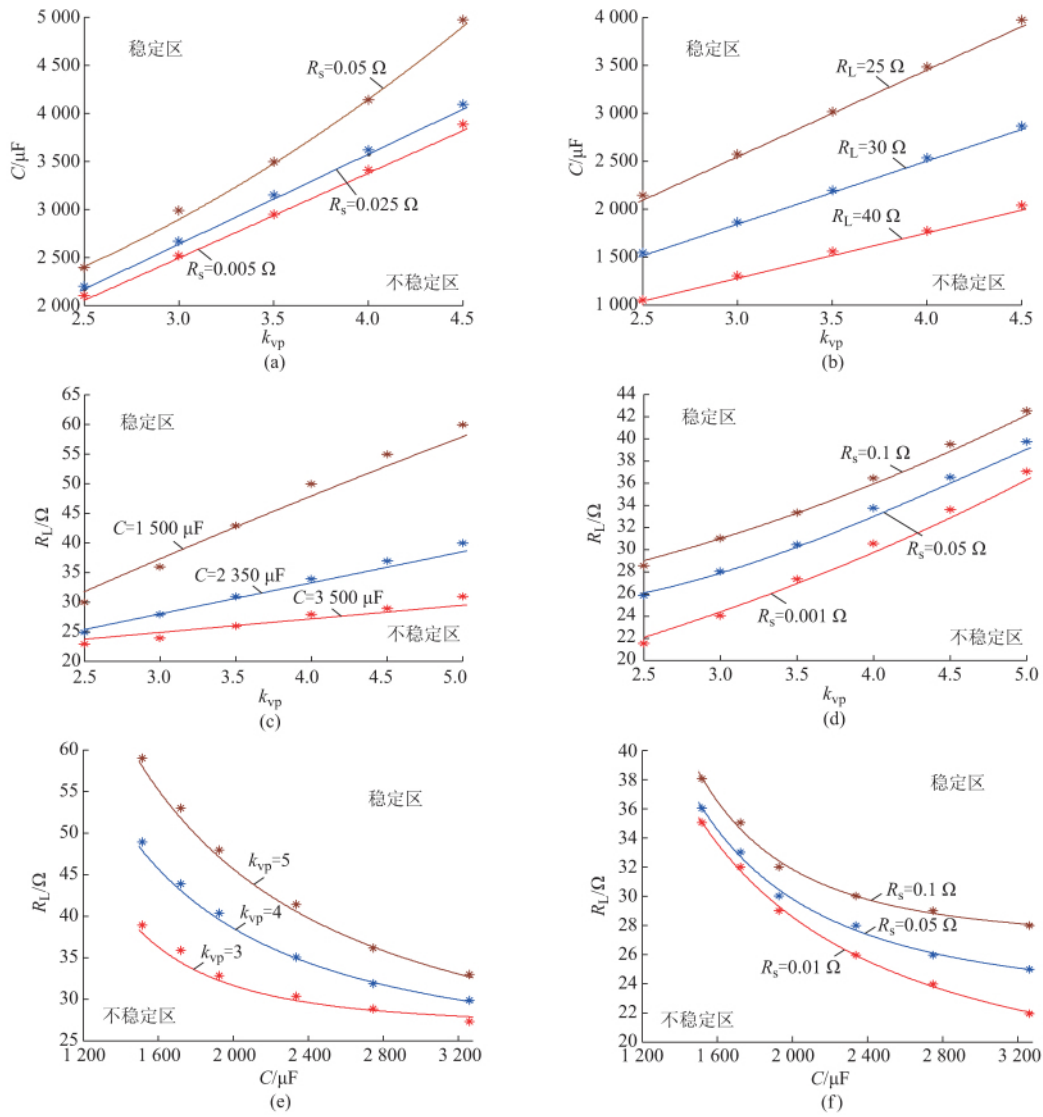 5 000
4 500
4 000
3 500
3 000
2 500
2 000
C/μF
稳定区
Rs=0.05 Ω
Rs=0.025 Ω
Rs=0.005 Ω
不稳定区
2.5 3.0 3.5 4.0 4.5
kvp
(a)
4 000
3 500
3 000
2 500
2 000
1 500
1 000
C/μF
稳定区
RL=25 Ω
RL=30 Ω
RL=40 Ω
不稳定区
2.5 3.0 3.5 4.0 4.5
kvp
(b)
65
60
55
50
45
40
35
30
25
20
RL/Ω
稳定区
C=1 500 μF
C=2 350 μF
C=3 500 μF
不稳定区
2.5 3.0 3.5 4.0 4.5 5.0
kvp
(c)
44
42
40
38
36
34
32
30
28
26
24
22
20
RL/Ω
稳定区
Rs=0.1 Ω
Rs=0.05 Ω
Rs=0.001 Ω
不稳定区
2.5 3.0 3.5 4.0 4.5 5.0
kvp
(d)
60
55
50
45
40
35
30
25
RL/Ω
稳定区
kvp=5
kvp=4
kvp=3
不稳定区
1 200 1 600 2 000 2 400 2 800 3 200
C/μF
(e)
40
38
36
34
32
30
28
26
24
22
20
RL/Ω
稳定区
Rs=0.1 Ω
Rs=0.05 Ω
Rs=0.01 Ω
不稳定区
1 200 1 600 2 000 2 400 2 800 3 200
C/μF
(f)